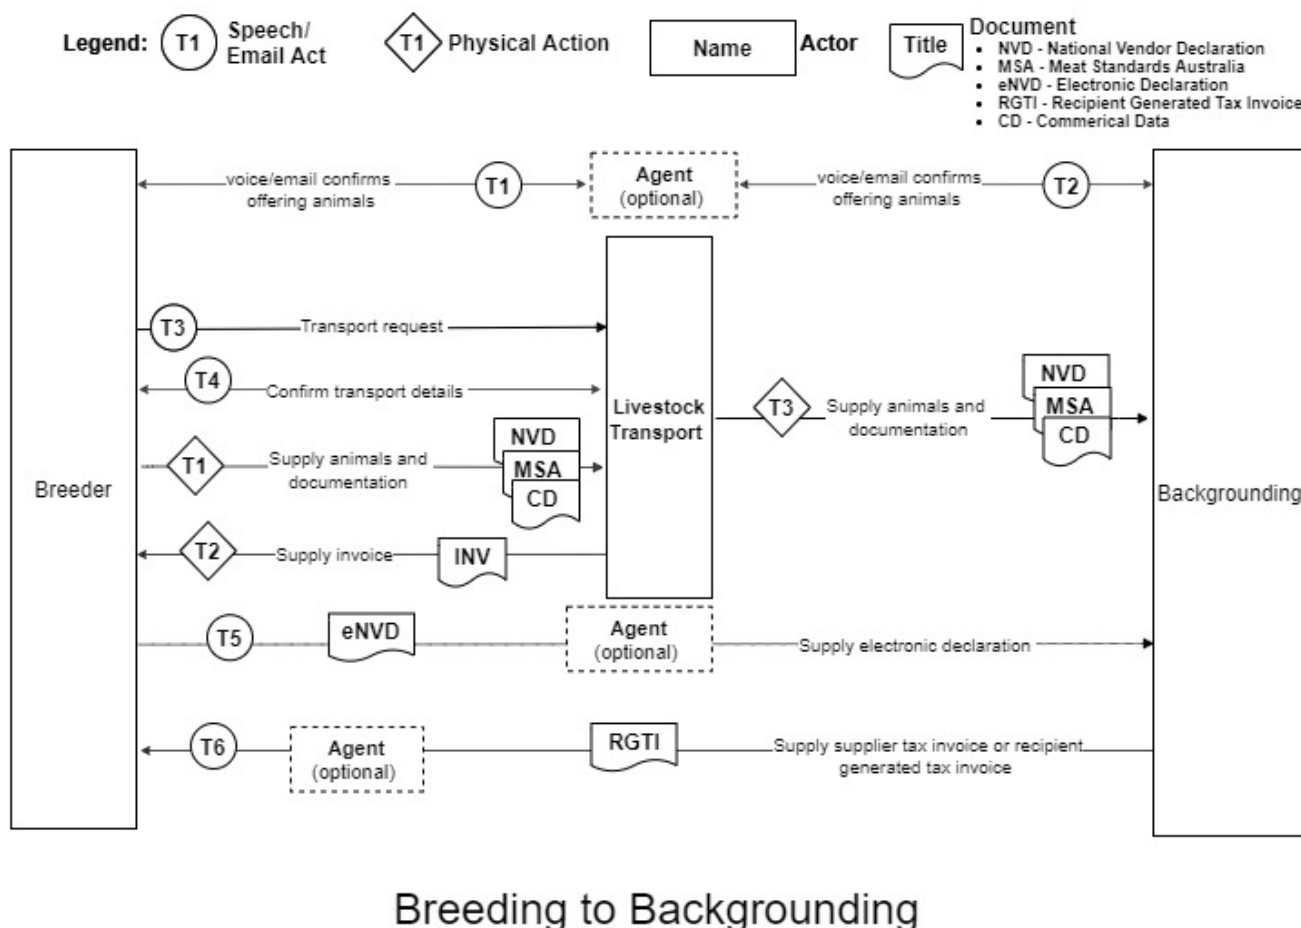 Legend:
T1
Speech/
Email Act
T1
Physical Action
Name
Actor
Title
Document
• NVD - National Vendor Declaration
• MSA - Meat Standards Australia
• eNVD - Electronic Declaration
• RGTI - Recipient Generated Tax Invoice
• CD - Commerical Data
voice/email confirms
offering animals
T1
Agent
(optional)
voice/email confirms
offering animals
T2
T3
Transport request
T4
Confirm transport details
Livestock
Transport
T3
Supply animals and
documentation
NVD
MSA
CD
T1
Supply animals and
documentation
NVD
MSA
CD
Breeder
Backgrounding
T2
Supply invoice
INV
T5
eNVD
Agent
(optional)
Supply electronic declaration
T6
Agent
(optional)
RGTI
Supply supplier tax invoice or recipient
generated tax invoice
Breeding to Backgrounding